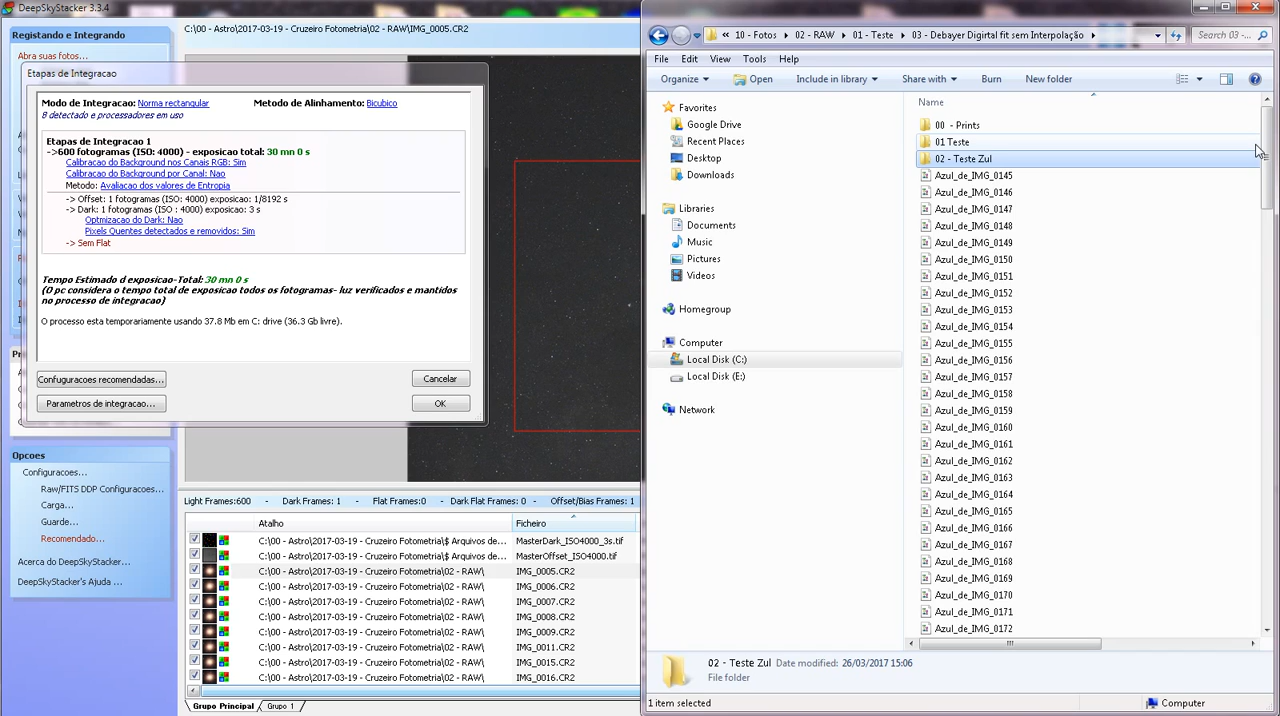 DeepSkyStacker 3.3.4
Registando e Integrando
Abra suas fotos...
C:\00 - Astro\2017-03-19 - Cruzeiro Fotometria\02 - RAW\IMG_0005.CR2
Etapas de Integracao
Modo de Integracao: Norma rectangular
Metodo de Alinhamento: Bicubico
8 detectado e processadores em uso
Etapas de Integracao 1
->600 fotogramas (ISO: 4000) - exposicao total: 30 mn 0 s
Calibracao do Background nos Canais RGB: Sim
Calibracao do Background por Canal: Nao
Metodo: Avaliacao dos valores de Entropia
-> Offset: 1 fotogramas (ISO: 4000) exposicao: 1/8192 s
-> Dark: 1 fotogramas (ISO : 4000) exposicao: 3 s
Optmizacao do Dark: Nao
Pixels Quentes detectados e removidos: Sim
-> Sem Flat
Tempo Estimado d exposicao-Total: 30 mn 0 s
(O pc considera o tempo total de exposicao todos os fotogramas- luz verificados e mantidos
no processo de integracao)
O processo esta temporariamente usando 37.8 Mb em C: drive (36.3 Gb livre).
Confuguracoes recomendadas...
Cancelar
Parametros de integracao...
OK
Opcoes
Configuracoes...
Raw/FITS DDP Configuracoes...
Carga...
Guarde...
Recomendado...
Acerca do DeepSkyStacker...
DeepSkyStacker's Ajuda ...
Light Frames:600 - Dark Frames: 1 - Flat Frames:0 - Dark Flat Frames: 0 - Offset/Bias Frames: 1
Atalho Ficheiro
C:\00 - Astro\2017-03-19 - Cruzeiro Fotometria\$ Arquivos de... MasterDark_ISO4000_3s.tif
C:\00 - Astro\2017-03-19 - Cruzeiro Fotometria\$ Arquivos de... MasterOffset_ISO4000.tif
C:\00 - Astro\2017-03-19 - Cruzeiro Fotometria\02 - RAW\ IMG_0005.CR2
C:\00 - Astro\2017-03-19 - Cruzeiro Fotometria\02 - RAW\ IMG_0006.CR2
C:\00 - Astro\2017-03-19 - Cruzeiro Fotometria\02 - RAW\ IMG_0007.CR2
C:\00 - Astro\2017-03-19 - Cruzeiro Fotometria\02 - RAW\ IMG_0008.CR2
C:\00 - Astro\2017-03-19 - Cruzeiro Fotometria\02 - RAW\ IMG_0009.CR2
C:\00 - Astro\2017-03-19 - Cruzeiro Fotometria\02 - RAW\ IMG_0011.CR2
C:\00 - Astro\2017-03-19 - Cruzeiro Fotometria\02 - RAW\ IMG_0015.CR2
C:\00 - Astro\2017-03-19 - Cruzeiro Fotometria\02 - RAW\ IMG_0016.CR2
Grupo Principal Grupo 1
10 - Fotos 02 - RAW 01 - Teste 03 - Debayer Digirtal fit sem Interpolação
Search 03 -...
File Edit View Tools Help
Organize Open Include in library Share with Burn New folder
Favorites
Google Drive
Recent Places
Desktop
Downloads
Libraries
Documents
Music
Pictures
Videos
Homegroup
Computer
Local Disk (C:)
Local Disk (E:)
Network
Name
00 - Prints
01 Teste
02 - Teste Zul
Azul_de_IMG_0145
Azul_de_IMG_0146
Azul_de_IMG_0147
Azul_de_IMG_0148
Azul_de_IMG_0149
Azul_de_IMG_0150
Azul_de_IMG_0151
Azul_de_IMG_0152
Azul_de_IMG_0153
Azul_de_IMG_0154
Azul_de_IMG_0155
Azul_de_IMG_0156
Azul_de_IMG_0157
Azul_de_IMG_0158
Azul_de_IMG_0159
Azul_de_IMG_0160
Azul_de_IMG_0161
Azul_de_IMG_0162
Azul_de_IMG_0163
Azul_de_IMG_0164
Azul_de_IMG_0165
Azul_de_IMG_0166
Azul_de_IMG_0167
Azul_de_IMG_0168
Azul_de_IMG_0169
Azul_de_IMG_0170
Azul_de_IMG_0171
Azul_de_IMG_0172
02 - Teste Zul Date modified: 26/03/2017 15:06
File folder
1 item selected
Computer